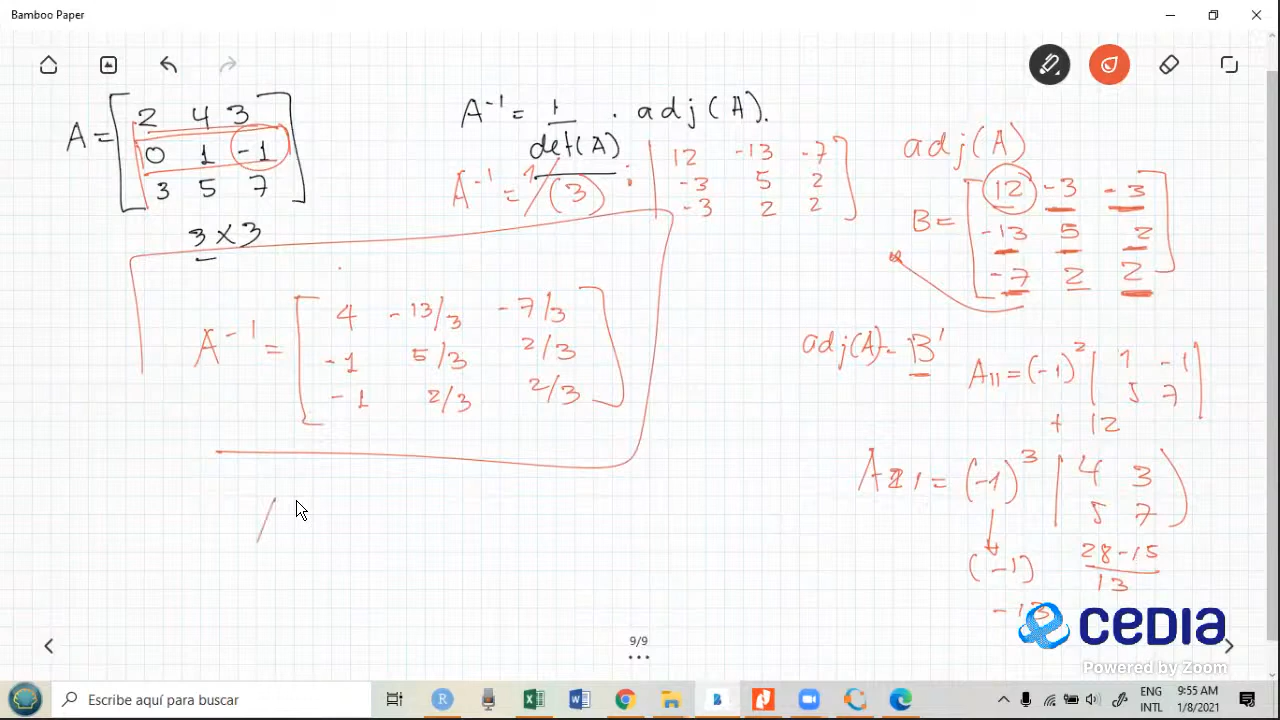 Bamboo Paper
A = [ 2 4 3
0 1 -1
3 5 7 ]
3 x 3
A⁻¹ = 1 / det(A) · adj(A).
A⁻¹ = 1/(3) · [ 12 -13 -7
-3 5 2
-3 2 2 ]
A⁻¹ = [ 4 -13/3 -7/3
-1 5/3 2/3
-1 2/3 2/3 ]
adj(A)
B = [ 12 -3 -3
-13 5 2
-7 2 2 ]
adj(A) = B'
A11 = (-1)² | 1 -1
5 7 |
+ 12
A21 = (-1)³ | 4 3
5 7 )
(-1) 28-15
13
-13
9/9
CEDIA
Powered by Zoom
Escribe aquí para buscar
ENG
INTL
9:55 AM
1/8/2021